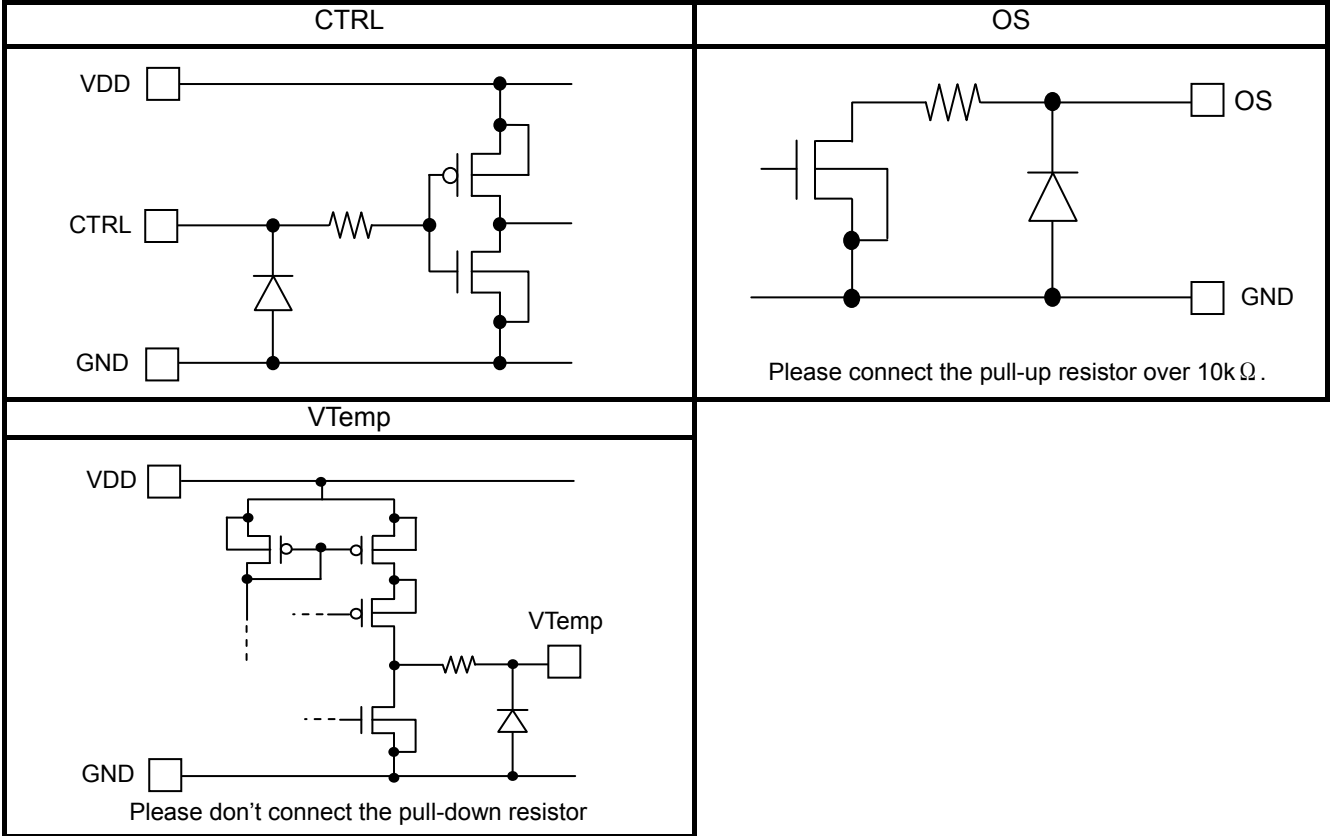 CTRL
OS
VDD
CTRL
GND
OS
GND
Please connect the pull-up resistor over 10kΩ.
VTemp
VDD
VTemp
GND
Please don't connect the pull-down resistor